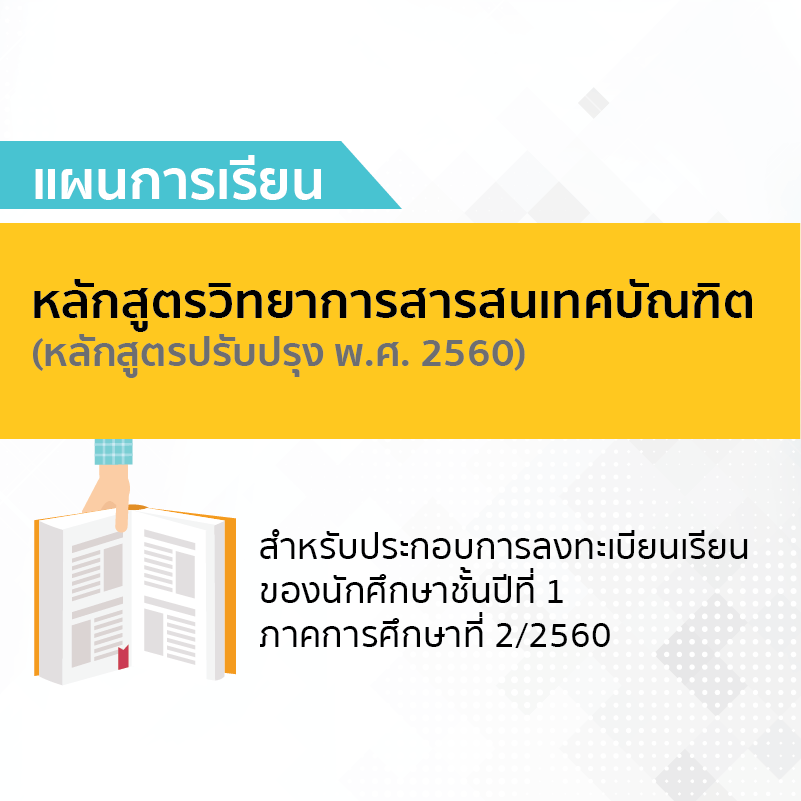 แผนการเรียน
หลักสูตรวิทยาการสารสนเทศบัณฑิต
(หลักสูตรปรับปรุง พ.ศ. 2560)
สำหรับประกอบการลงทะเบียนเรียน
ของนักศึกษาชั้นปีที่ 1
ภาคการศึกษาที่ 2/2560